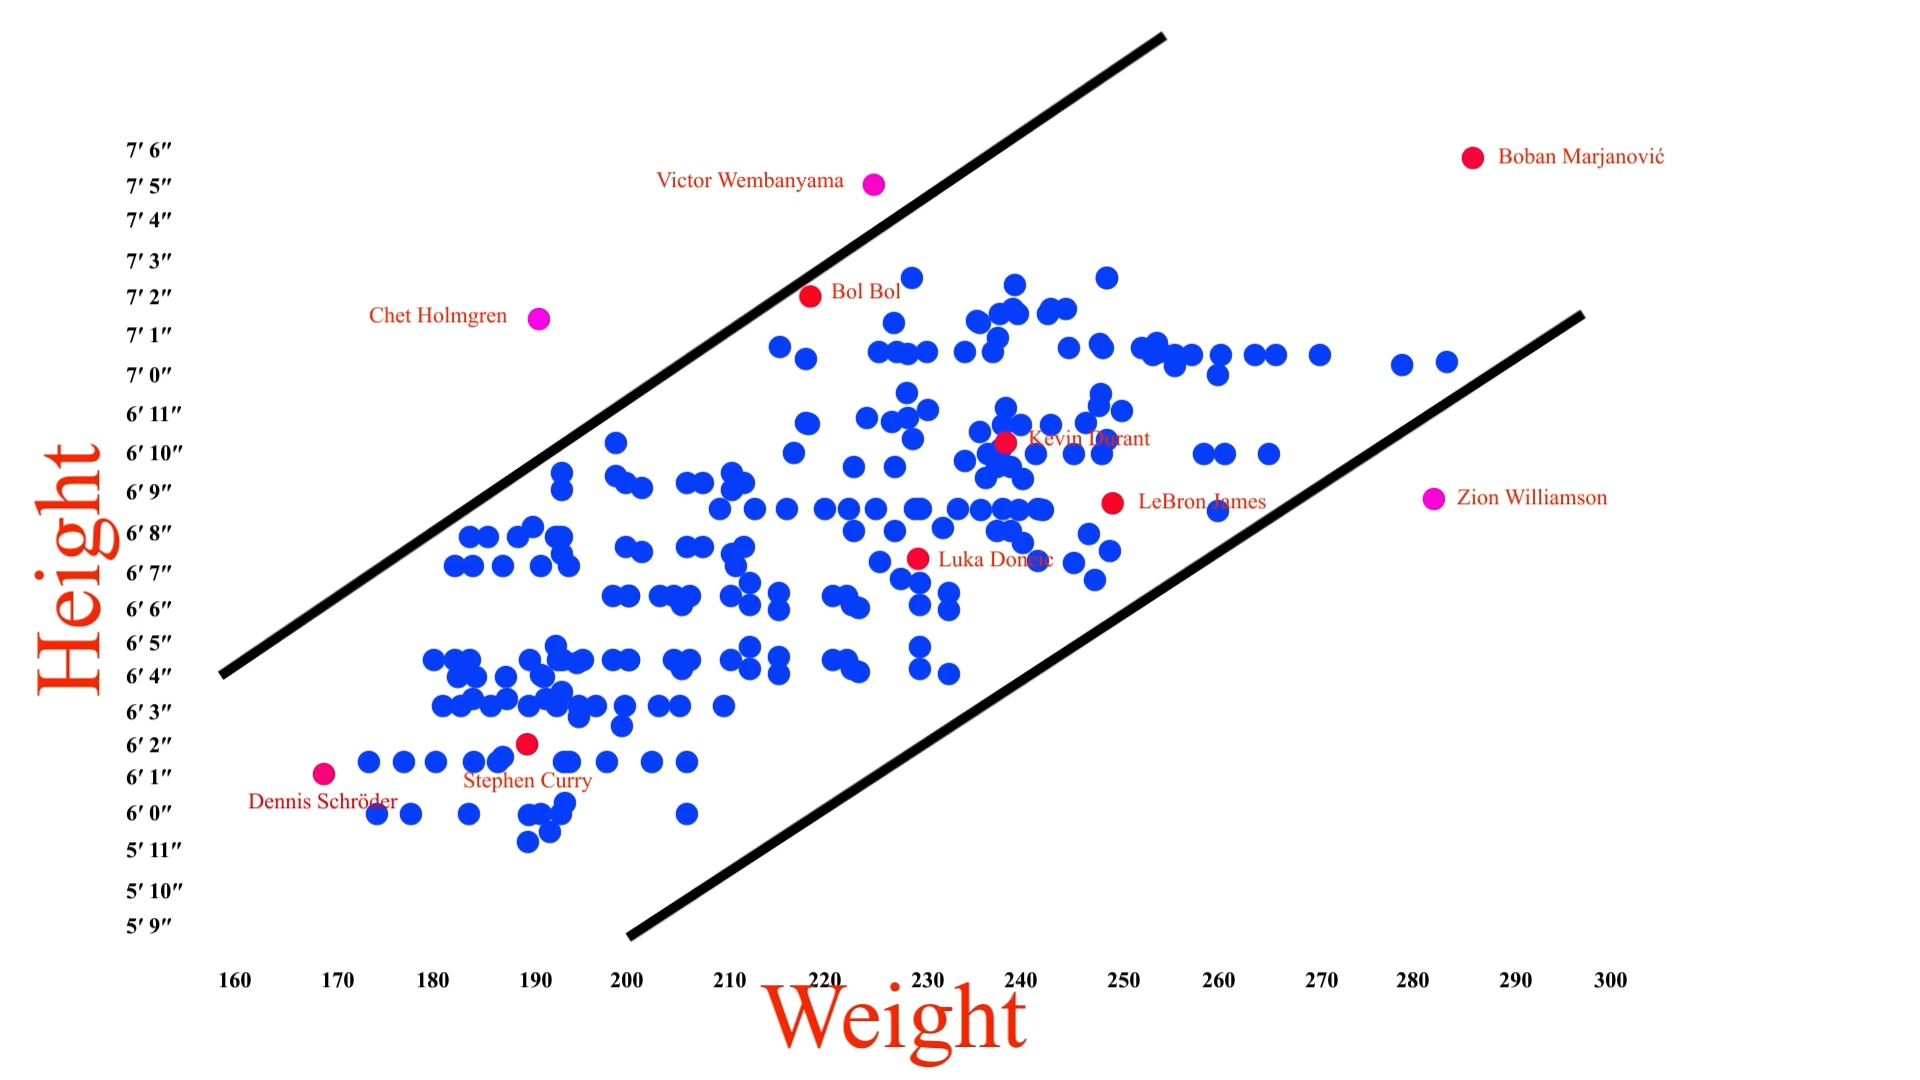 7′ 6″
Boban Marjanović
Victor Wembanyama
7′ 5″
7′ 4″
7′ 3″
7′ 2″
Bol Bol
Chet Holmgren
7′ 1″
7′ 0″
6′ 11″
Kevin Durant
6′ 10″
6′ 9″
Zion Williamson
LeBron James
6′ 8″
Luka Doncic
6′ 7″
Height
6′ 6″
6′ 5″
6′ 4″
6′ 3″
6′ 2″
6′ 1″
Stephen Curry
Dennis Schröder
6′ 0″
5′ 11″
5′ 10″
5′ 9″
160 170 180 190 200 210 220 230 240 250 260 270 280 290 300
Weight